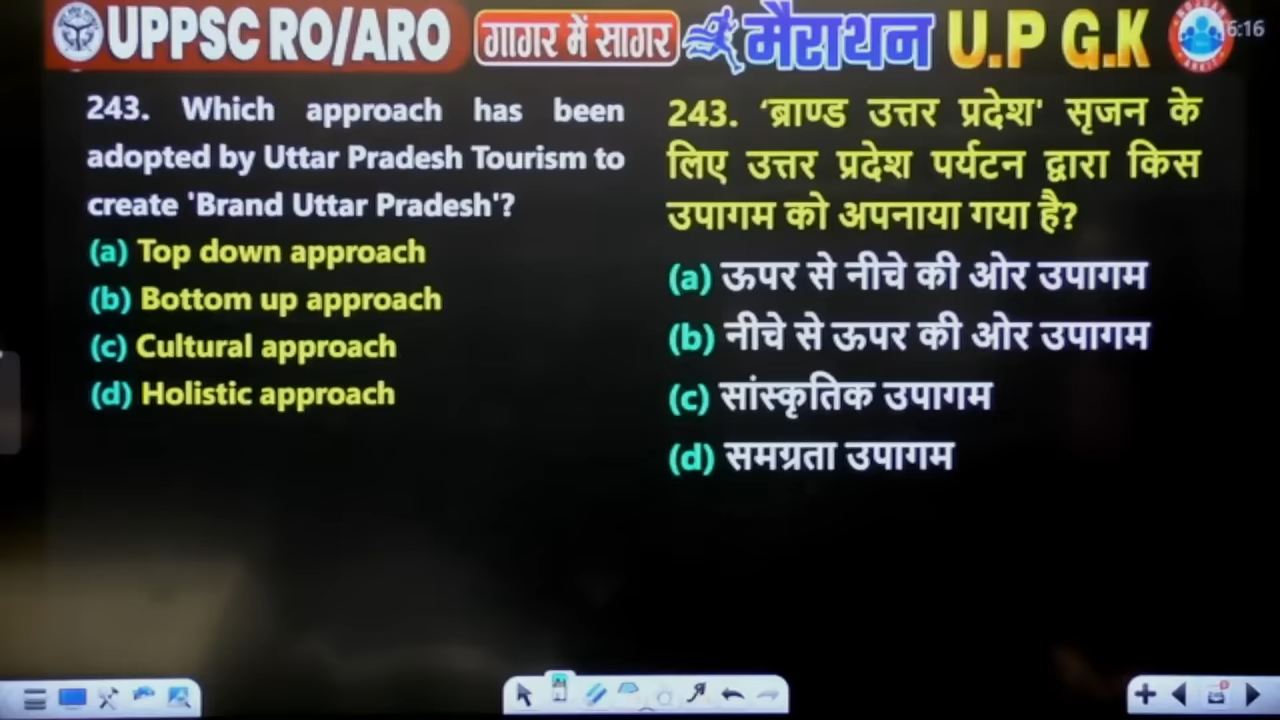 UPPSC RO/ARO गागर में सागर मैराथन U.P G.K
6:16
243. Which approach has been
adopted by Uttar Pradesh Tourism to
create 'Brand Uttar Pradesh'?
(a) Top down approach
(b) Bottom up approach
(c) Cultural approach
(d) Holistic approach
243. ‘ब्राण्ड उत्तर प्रदेश' सृजन के
लिए उत्तर प्रदेश पर्यटन द्वारा किस
उपागम को अपनाया गया है?
(a) ऊपर से नीचे की ओर उपागम
(b) नीचे से ऊपर की ओर उपागम
(c) सांस्कृतिक उपागम
(d) समग्रता उपागम